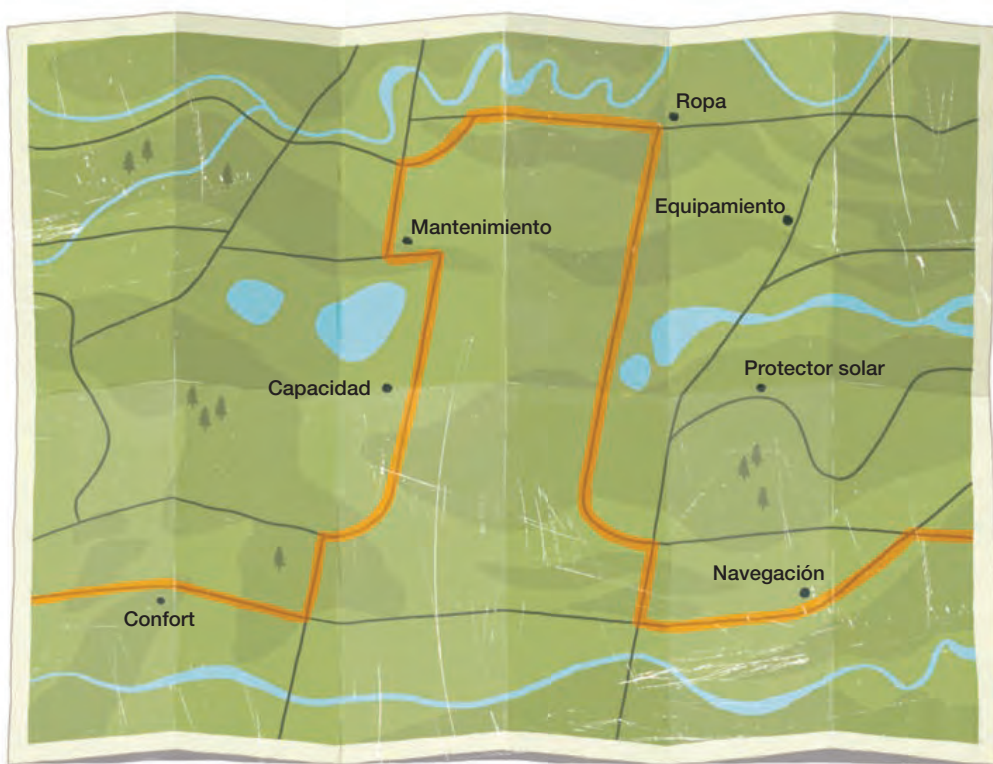 Ropa
Equipamiento
Mantenimiento
Capacidad
Protector solar
Navegación
Confort